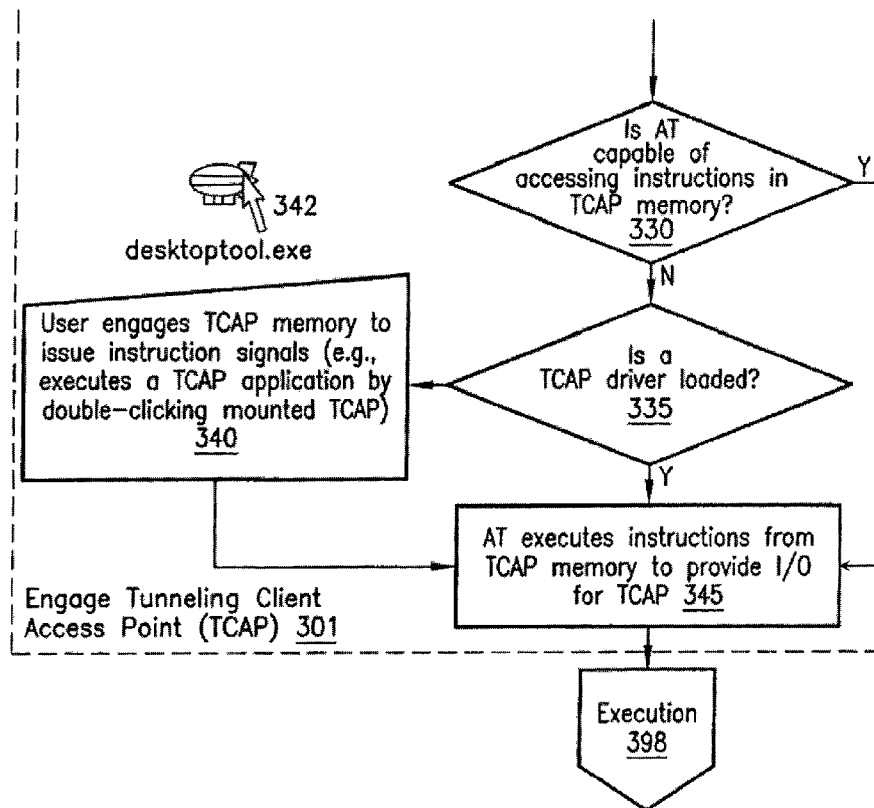 Is AT
capable of
accessing instructions in
TCAP memory?
330
Y
N
342
desktoptool.exe
User engages TCAP memory to
issue instruction signals (e.g.,
executes a TCAP application by
double-clicking mounted TCAP)
340
Is a
TCAP driver loaded?
335
Y
AT executes instructions from
TCAP memory to provide I/O
for TCAP 345
Engage Tunneling Client
Access Point (TCAP) 301
Execution
398